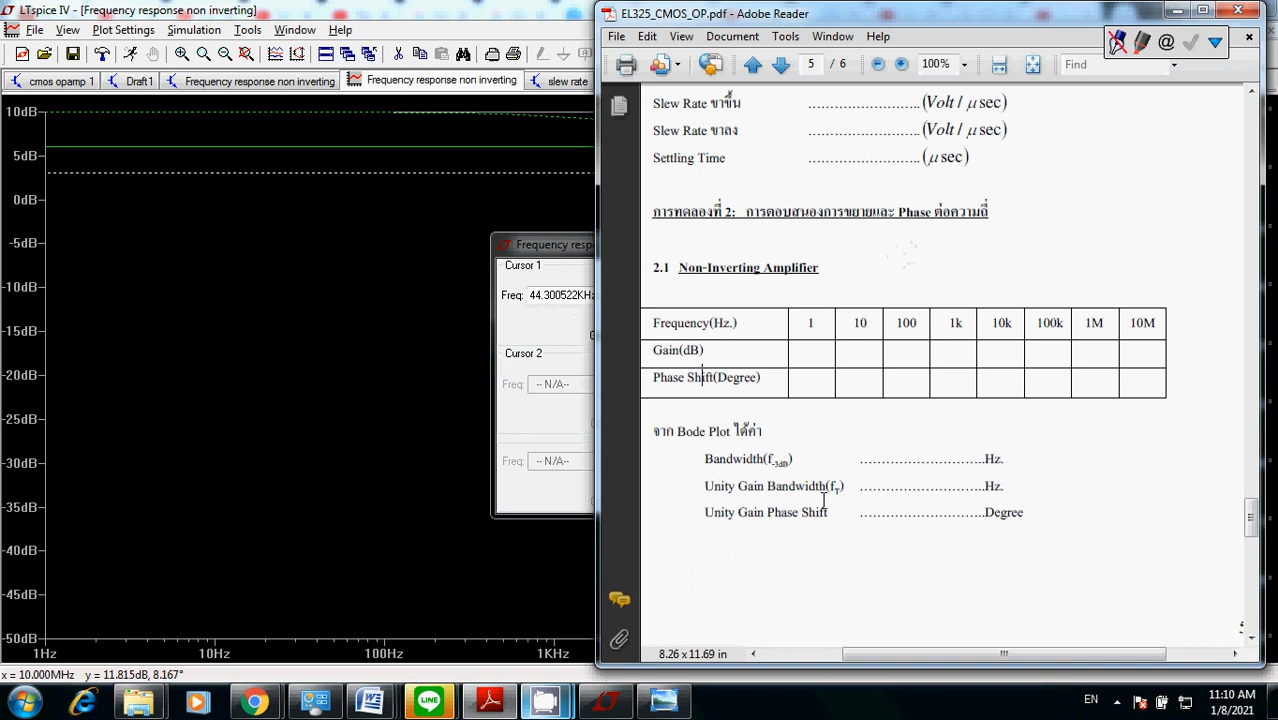 LTspice IV - [Frequency response non inverting]
File View Plot Settings Simulation Tools Window Help
cmos opamp 1 Draft1 Frequency response non inverting Frequency response non inverting slew rate
10dB
5dB
0dB
-5dB
-10dB
-15dB
-20dB
-25dB
-30dB
-35dB
-40dB
-45dB
-50dB
1Hz 10Hz 100Hz 1KHz
x = 10.000MHz y = 11.815dB, 8.167°
Frequency resp
Cursor 1
Freq: 44.300522KHz
Cursor 2
Freq: -- N/A--
Freq: -- N/A--
EL325_CMOS_OP.pdf - Adobe Reader
File Edit View Document Tools Window Help
5 / 6 100% Find
Slew Rate ขาขึ้น ............................ (Volt / μ sec)
Slew Rate ขาลง ............................ (Volt / μ sec)
Settling Time ............................ (μ sec)
การทดลองที่ 2: การตอบสนองการขยายและ Phase ต่อความถี่
2.1 Non-Inverting Amplifier
Frequency(Hz.) 1 10 100 1k 10k 100k 1M 10M
Gain(dB)
Phase Shift(Degree)
จาก Bode Plot ได้ค่า
Bandwidth(f-3dB) ...............................Hz.
Unity Gain Bandwidth(fT) ...............................Hz.
Unity Gain Phase Shift ...............................Degree
8.26 x 11.69 in
EN 11:10 AM
1/8/2021